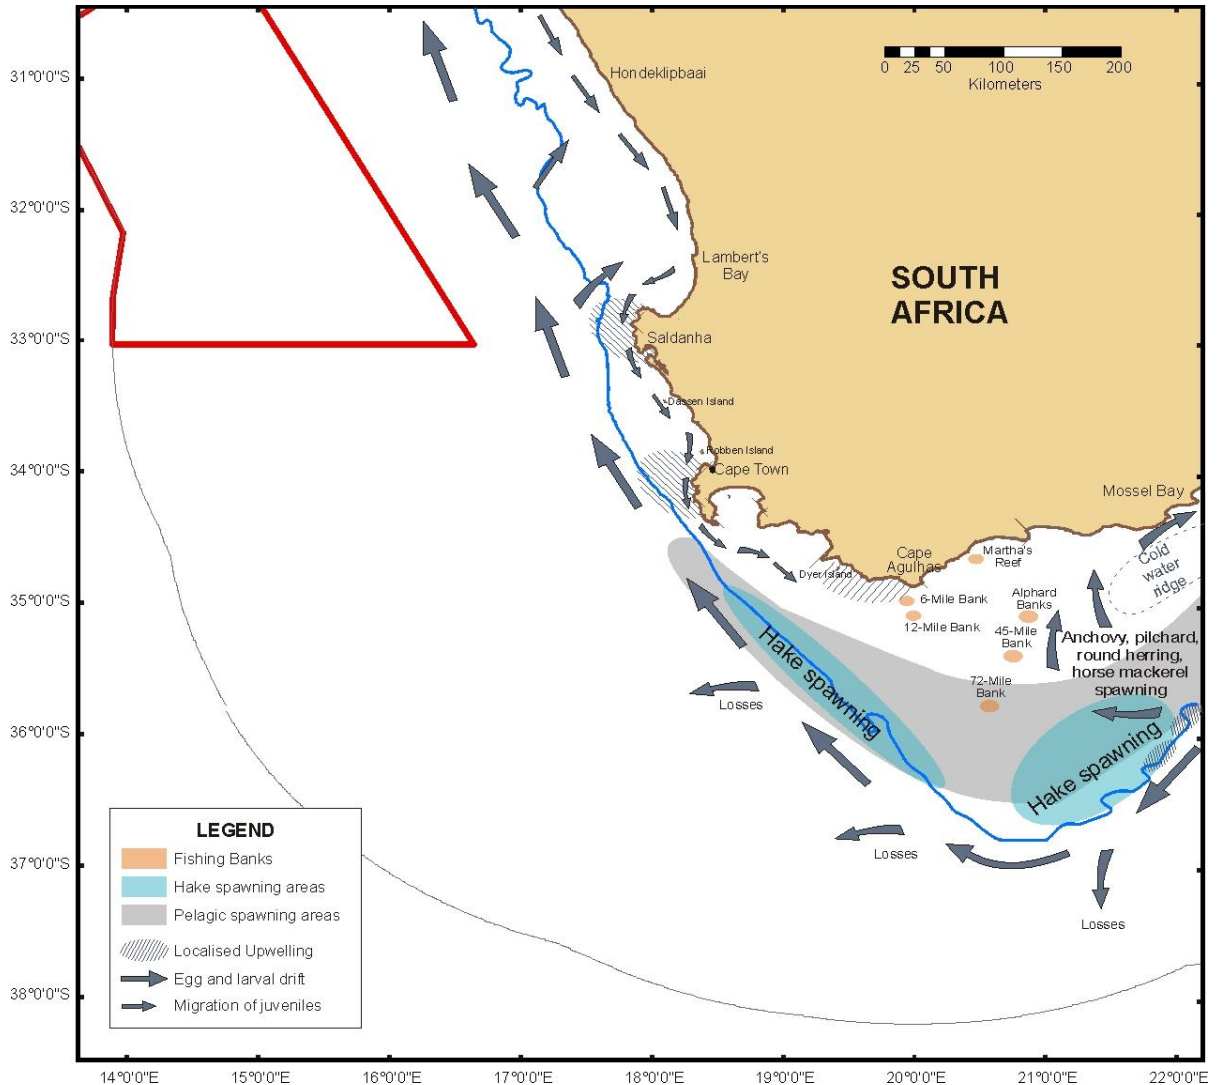 31°0'0"S
32°0'0"S
33°0'0"S
34°0'0"S
35°0'0"S
36°0'0"S
37°0'0"S
38°0'0"S
0 25 50 100 150 200
Kilometers
Hondeklipbaai
Lambert's
Bay
SOUTH
AFRICA
Saldanha
Dassen Island
Robben Island
Cape Town
Mossel Bay
Cape
Agulhas
Martha's
Reef
Cold
water
ridge
Dyer Island
6-Mile Bank
Alphard
Banks
12-Mile Bank
45-Mile
Bank
Anchovy, pilchard,
round herring,
horse mackerel
spawning
72-Mile
Bank
Hake spawning
Hake spawning
Losses
Losses
Losses
LEGEND
Fishing Banks
Hake spawning areas
Pelagic spawning areas
Localised Upwelling
Egg and larval drift
Migration of juveniles
14°0'0"E 15°0'0"E 16°0'0"E 17°0'0"E 18°0'0"E 19°0'0"E 20°0'0"E 21°0'0"E 22°0'0"E